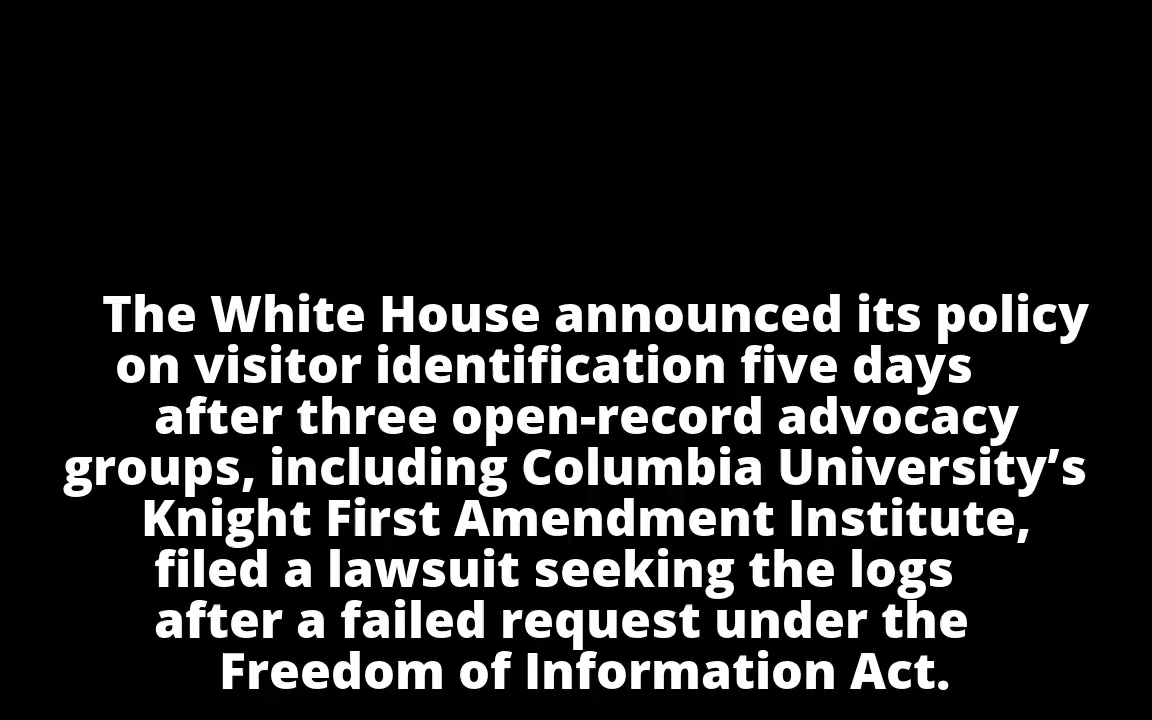 The White House announced its policy
on visitor identification five days
after three open-record advocacy
groups, including Columbia University’s
Knight First Amendment Institute,
filed a lawsuit seeking the logs
after a failed request under the
Freedom of Information Act.